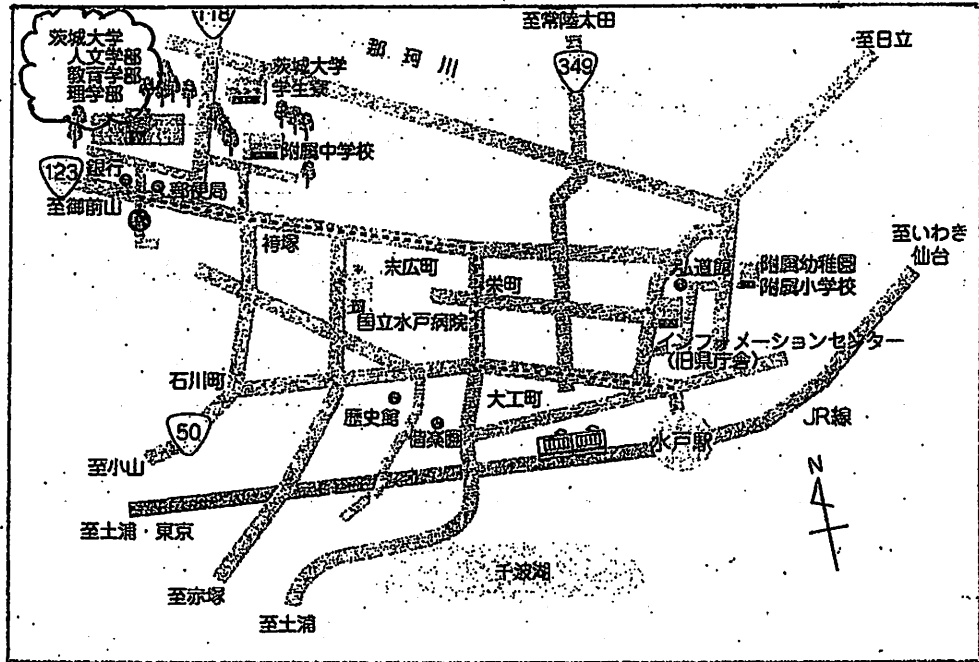 118
茨城大学
人文学部
教育学部
理学部
茨城大学
学生寮
那珂川
至常陸太田
349
至日立
附属中学校
123
銀行
郵便局
至御前山
袴塚
末広町
栄町
弘道館
附属幼稚園
附属小学校
至いわき
仙台
国立水戸病院
インフォメーションセンター
(旧県庁舎)
石川町
50
歴史館
偕楽園
大工町
水戸駅
JR線
至小山
N
至土浦・東京
至赤塚
至土浦
千波湖